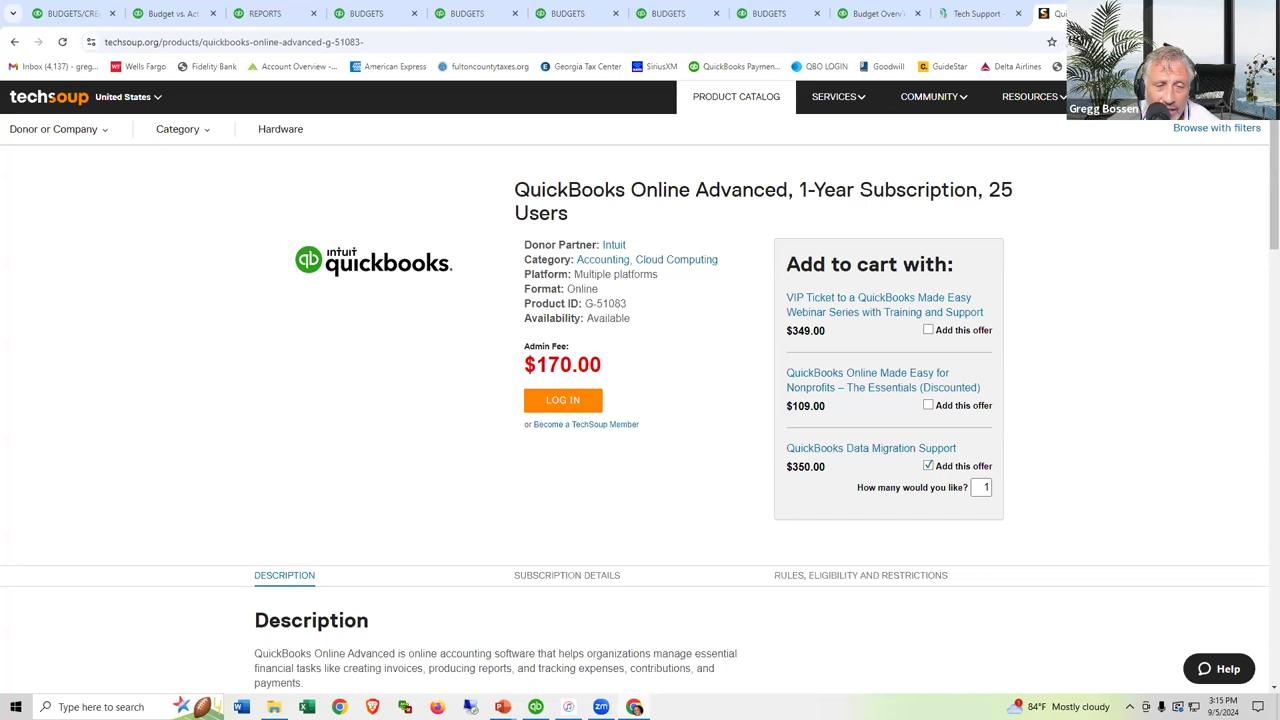 BUDGETS/CRE
Budget vs. Act
REPORTS
BUDGETS
BUDGETS
BUDGETS
BUDGETS
BUDGETS
Budget Overv
Tech Support -
techsoup.org/products/quickbooks-online-advanced-g-51083-
Inbox (4,137) - greg...
Wells Fargo
Fidelity Bank
Account Overview -...
American Express
fultoncountytaxes.org
Georgia Tax Center
SiriusXM
QuickBooks Paymen...
QBO LOGIN
Goodwill
GuideStar
Delta Airlines
techsoup United States
PRODUCT CATALOG
SERVICES
COMMUNITY
RESOURCES
Gregg Bossen
Donor or Company
Category
Hardware
Browse with filters
QuickBooks Online Advanced, 1-Year Subscription, 25
Users
intuit
quickbooks.
Donor Partner: Intuit
Category: Accounting, Cloud Computing
Platform: Multiple platforms
Format: Online
Product ID: G-51083
Availability: Available
Admin Fee:
$170.00
LOG IN
or Become a TechSoup Member
Add to cart with:
VIP Ticket to a QuickBooks Made Easy
Webinar Series with Training and Support
$349.00 Add this offer
QuickBooks Online Made Easy for
Nonprofits – The Essentials (Discounted)
$109.00 Add this offer
QuickBooks Data Migration Support
$350.00 Add this offer
How many would you like? 1
DESCRIPTION
SUBSCRIPTION DETAILS
RULES, ELIGIBILITY AND RESTRICTIONS
Description
QuickBooks Online Advanced is online accounting software that helps organizations manage essential
financial tasks like creating invoices, producing reports, and tracking expenses, contributions, and
payments.
Help
Type here to search
84°F Mostly cloudy
3:15 PM
9/5/2024